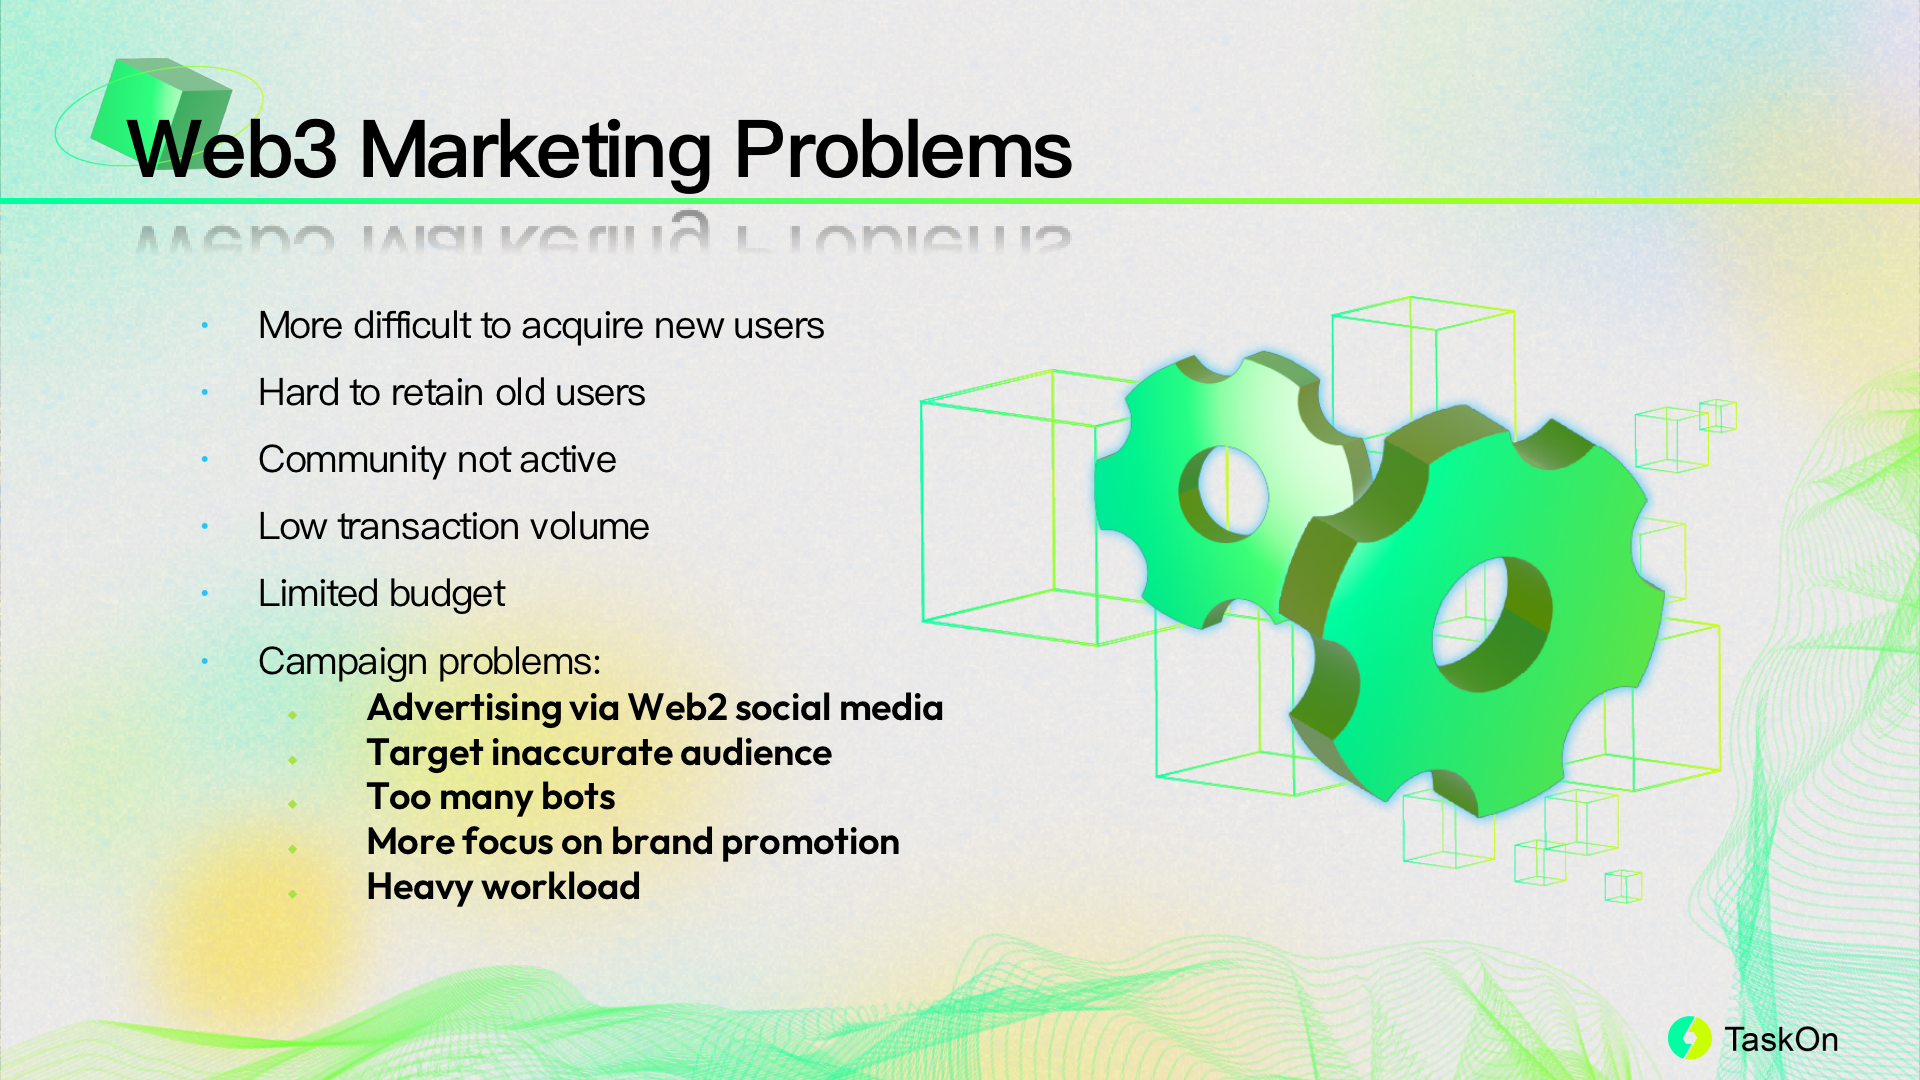 Web3 Marketing Problems
More difficult to acquire new users
Hard to retain old users
Community not active
Low transaction volume
Limited budget
Campaign problems:
Advertising via Web2 social media
Target inaccurate audience
Too many bots
More focus on brand promotion
Heavy workload
TaskOn